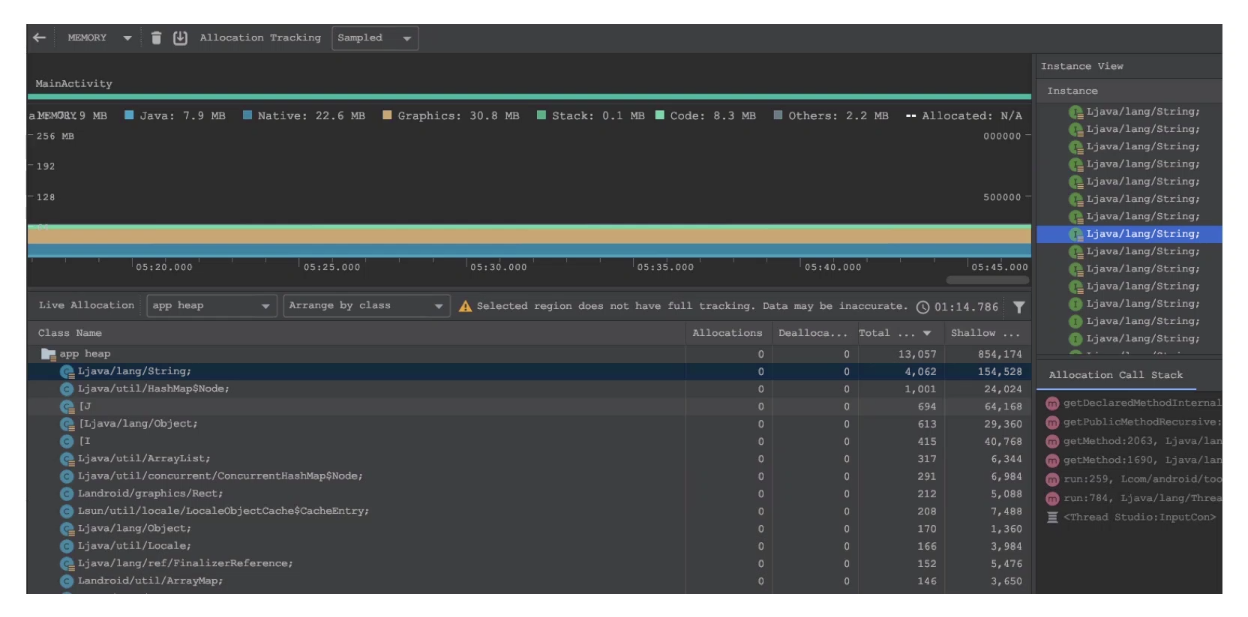 MEMORY Allocation Tracking Sampled
MainActivity
MEMORY 9 MB Java: 7.9 MB Native: 22.6 MB Graphics: 30.8 MB Stack: 0.1 MB Code: 8.3 MB Others: 2.2 MB Allocated: N/A
256 MB 000000
192
128 500000
05:20.000 05:25.000 05:30.000 05:35.000 05:40.000 05:45.000
Live Allocation app heap Arrange by class Selected region does not have full tracking. Data may be inaccurate. 01:14.786
Class Name Allocations Dealloca... Total ... Shallow ...
app heap 0 0 13,057 854,174
Ljava/lang/String; 0 0 4,062 154,528
Ljava/util/HashMap$Node; 0 0 1,001 24,024
[J 0 0 694 64,168
[Ljava/lang/Object; 0 0 613 29,360
[I 0 0 415 40,768
Ljava/util/ArrayList; 0 0 317 6,344
Ljava/util/concurrent/ConcurrentHashMap$Node; 0 0 291 6,984
Landroid/graphics/Rect; 0 0 212 5,088
Lsun/util/locale/LocaleObjectCache$CacheEntry; 0 0 208 7,488
Ljava/lang/Object; 0 0 170 1,360
Ljava/util/Locale; 0 0 166 3,984
Ljava/lang/ref/FinalizerReference; 0 0 152 5,476
Landroid/util/ArrayMap; 0 0 146 3,650
Instance View
Instance
Ljava/lang/String;
Ljava/lang/String;
Ljava/lang/String;
Ljava/lang/String;
Ljava/lang/String;
Ljava/lang/String;
Ljava/lang/String;
Ljava/lang/String;
Ljava/lang/String;
Ljava/lang/String;
Ljava/lang/String;
Ljava/lang/String;
Ljava/lang/String;
Ljava/lang/String;
Allocation Call Stack
getDeclaredMethodInternal
getPublicMethodRecursive:
getMethod:2063, Ljava/lan
getMethod:1690, Ljava/lan
run:259, Lcom/android/too
run:784, Ljava/lang/Threa
<Thread Studio:InputCon>